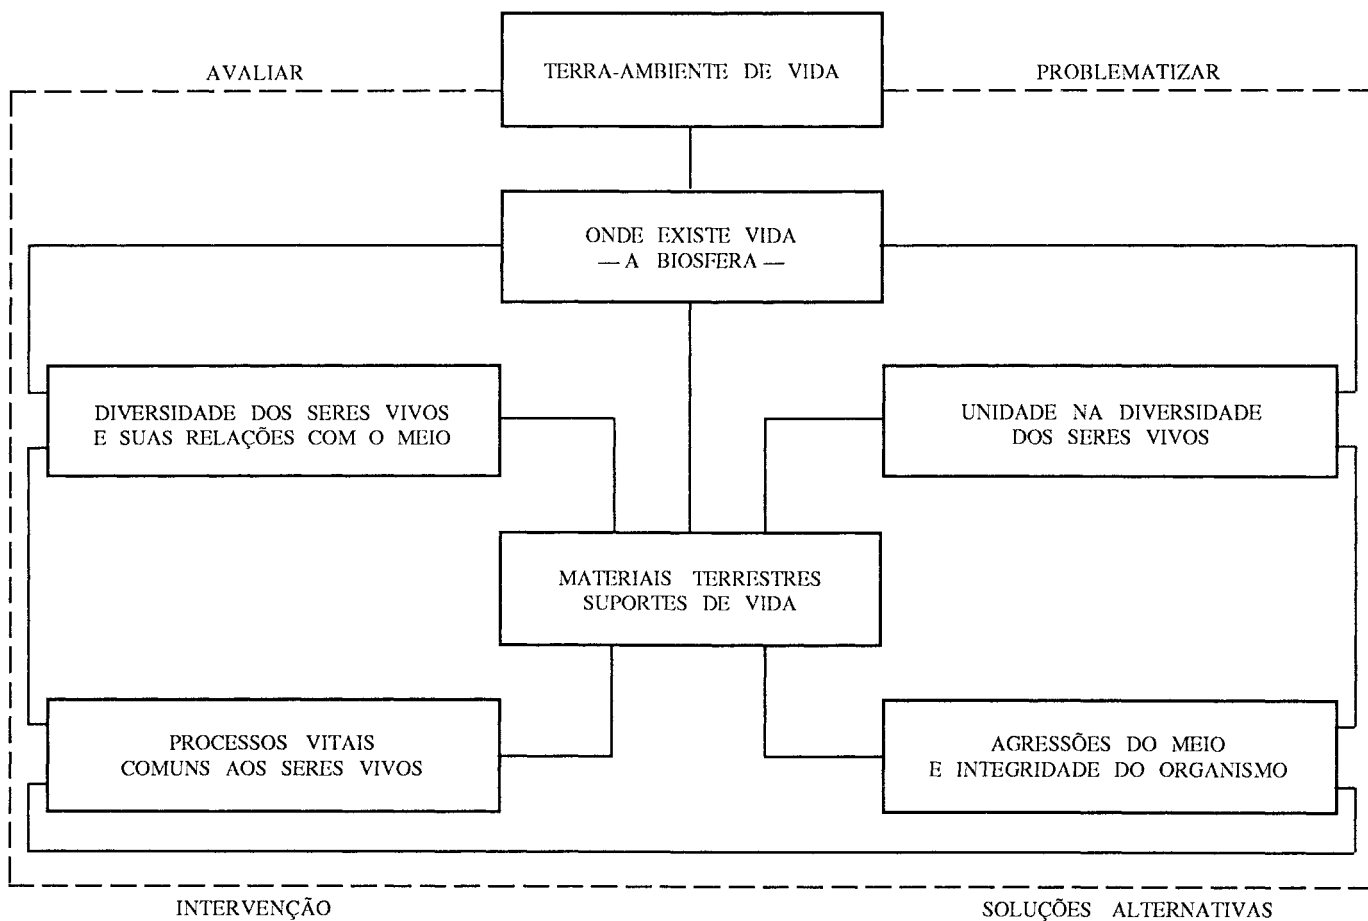 AVALIAR
TERRA-AMBIENTE DE VIDA
PROBLEMATIZAR
ONDE EXISTE VIDA
— A BIOSFERA —
DIVERSIDADE DOS SERES VIVOS
E SUAS RELAÇÕES COM O MEIO
UNIDADE NA DIVERSIDADE
DOS SERES VIVOS
MATERIAIS TERRESTRES
SUPORTES DE VIDA
PROCESSOS VITAIS
COMUNS AOS SERES VIVOS
AGRESSÕES DO MEIO
E INTEGRIDADE DO ORGANISMO
INTERVENÇÃO
SOLUÇÕES ALTERNATIVAS